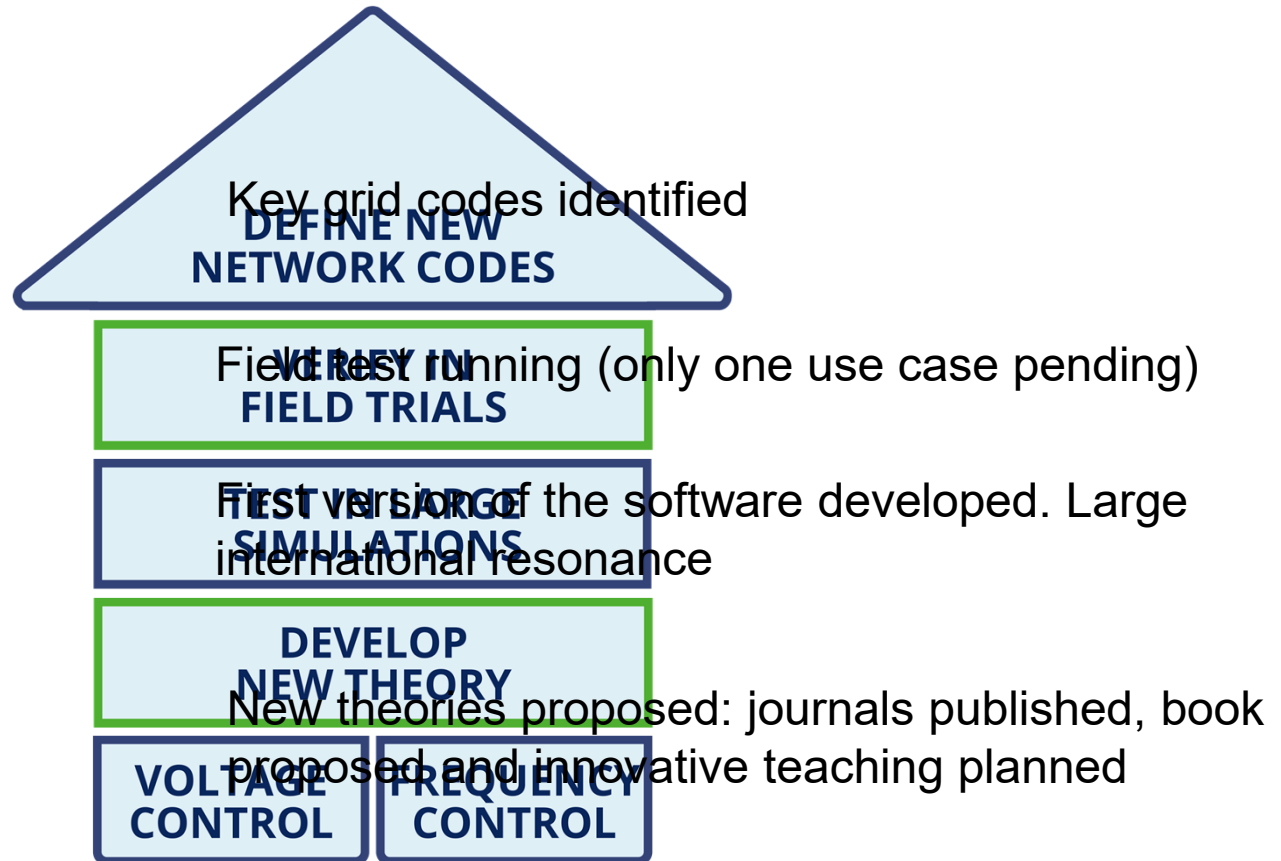 Key grid codes identified
DEFINE NEW
NETWORK CODES
Field test running (only one use case pending)
VERIFY IN
FIELD TRIALS
First version of the software developed. Large
international resonance
TEST IN LARGE
SIMULATIONS
DEVELOP
NEW THEORY
New theories proposed: journals published, book
proposed and innovative teaching planned
VOLTAGE
CONTROL
FREQUENCY
CONTROL